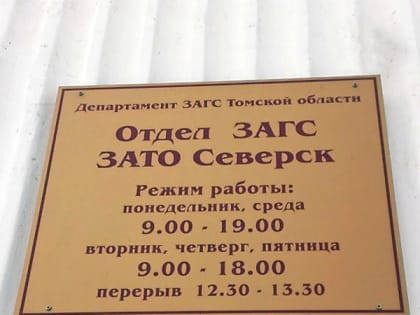 Департамент ЗАГС Томской области
Отдел ЗАГС
ЗАТО Северск
Режим работы:
понедельник, среда
9.00 - 19.00
вторник, четверг, пятница
9.00 - 18.00
перерыв 12.30 - 13.30